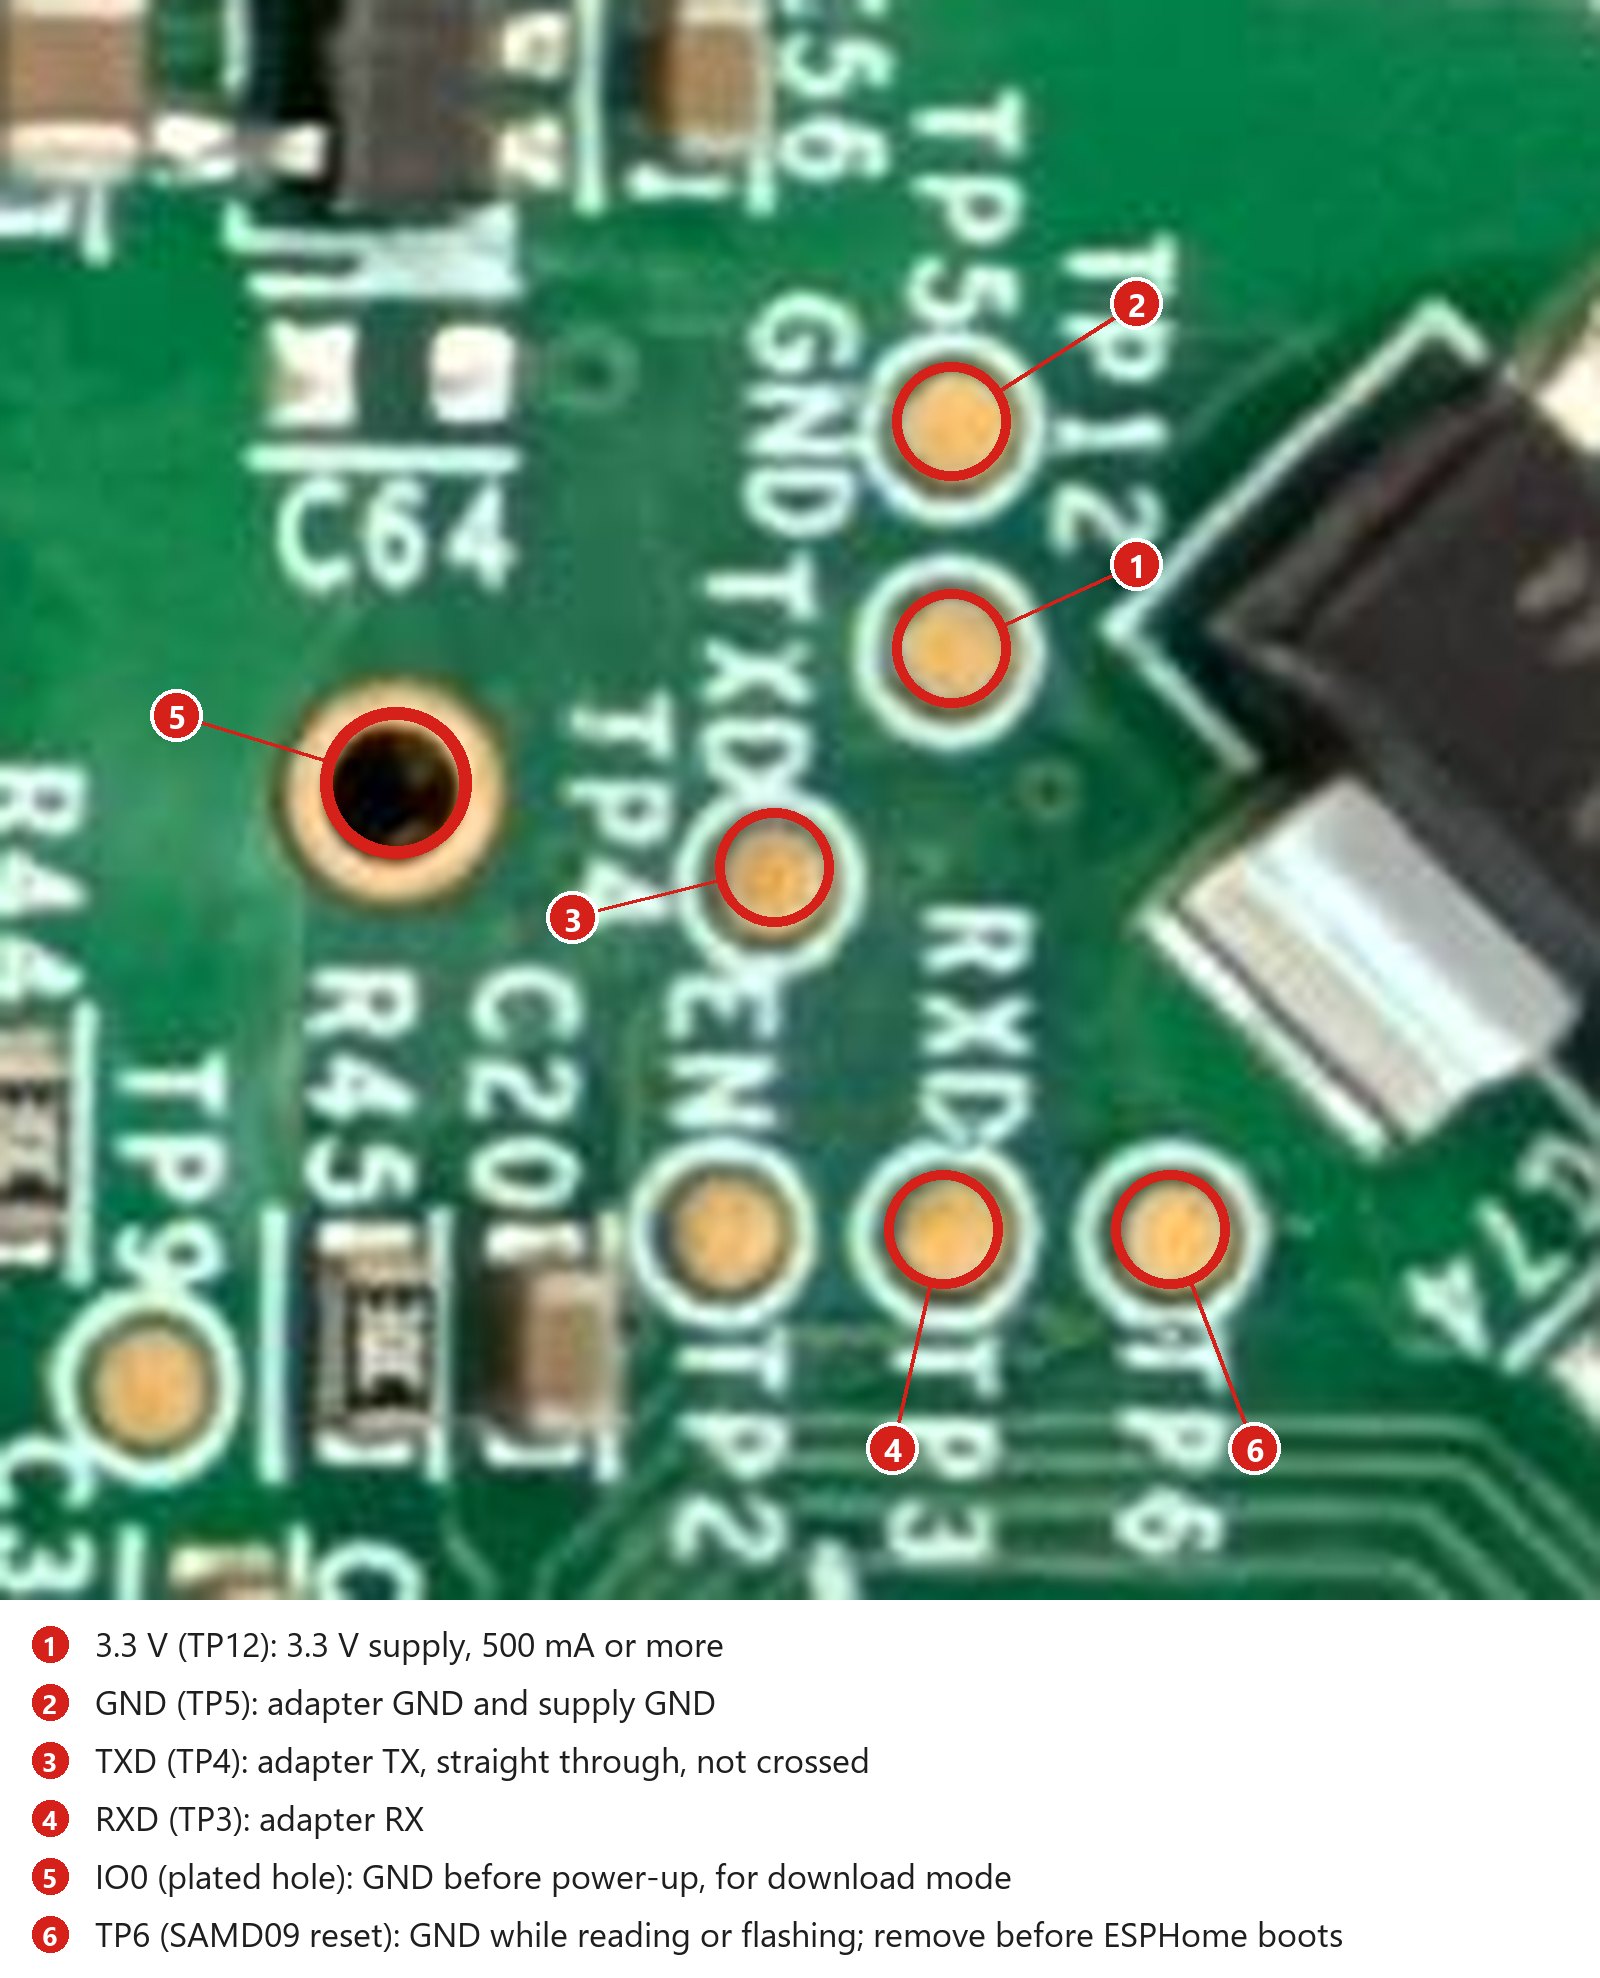 56
TP5
TP12
GND
2
C64
TXD
1
5
TP4
R44
3
RXD
R45
C20
EN
TP9
4
6
TP2
TP3
TP6
C3
C
1 3.3 V (TP12): 3.3 V supply, 500 mA or more
2 GND (TP5): adapter GND and supply GND
3 TXD (TP4): adapter TX, straight through, not crossed
4 RXD (TP3): adapter RX
5 IO0 (plated hole): GND before power-up, for download mode
6 TP6 (SAMD09 reset): GND while reading or flashing; remove before ESPHome boots